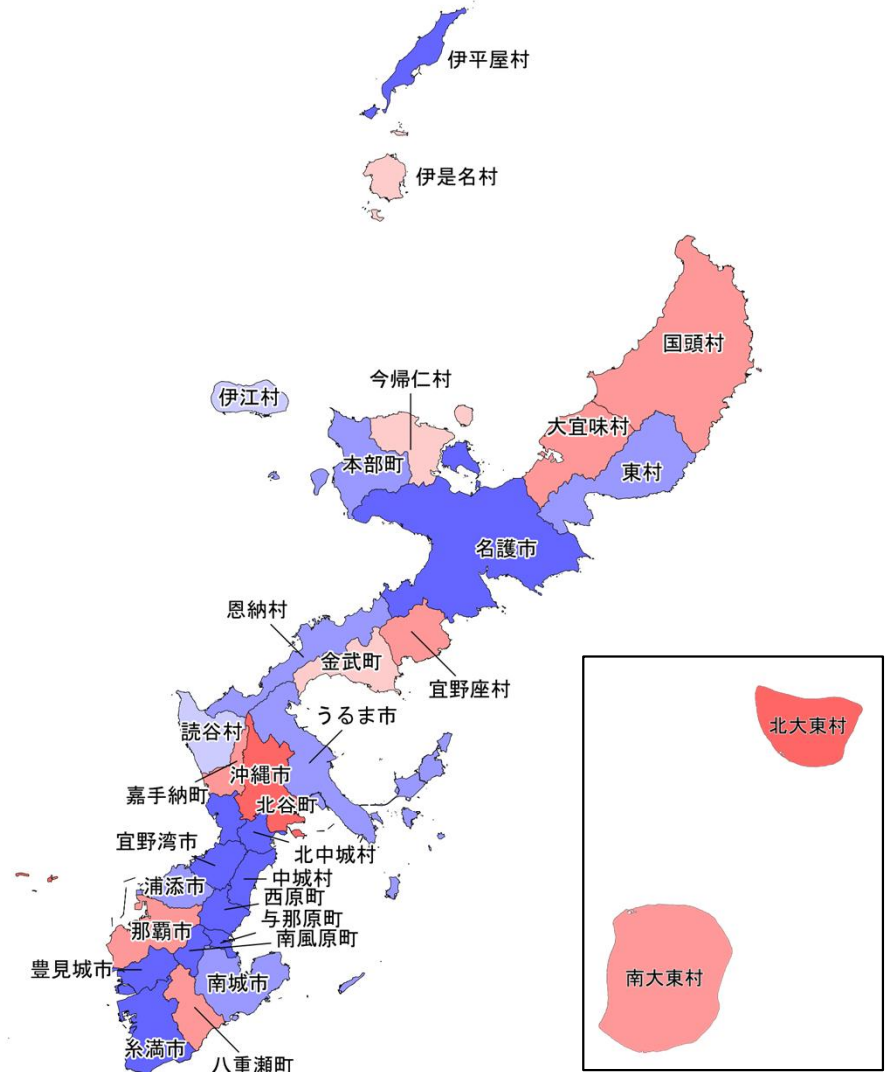 伊平屋村
伊是名村
国頭村
今帰仁村
伊江村
大宜味村
本部町
東村
名護市
恩納村
金武町
宜野座村
うるま市
読谷村
北大東村
沖縄市
嘉手納町
北谷町
宜野湾市
北中城村
中城村
浦添市
西原町
与那原町
那覇市
南風原町
豊見城市
南城市
南大東村
糸満市
八重瀬町